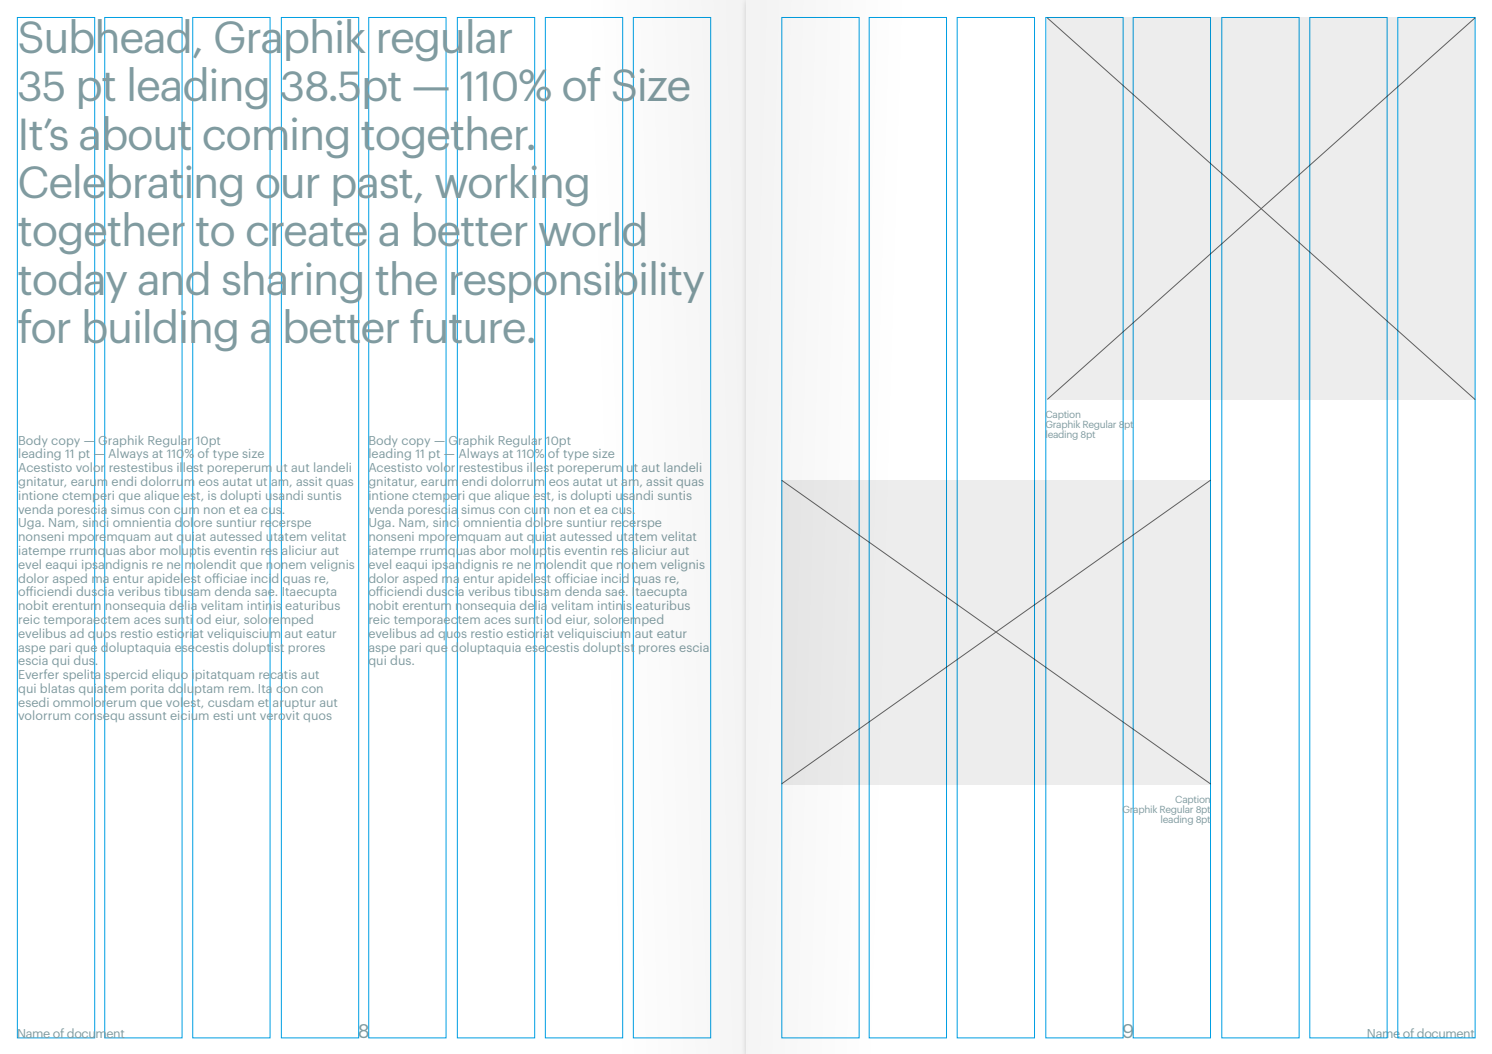 Subhead, Graphik regular
35 pt leading 38.5pt — 110% of Size
It’s about coming together.
Celebrating our past, working
together to create a better world
today and sharing the responsibility
for building a better future.
Body copy — Graphik Regular 10pt
leading 11 pt — Always at 110% of type size
Acestisto volor restestibus illest poreperum ut aut landeli
gnitatur, earum endi dolorrum eos autat ut am, assit quas
intione ctemperi que alique est, is dolupti usandi suntis
venda porescia simus con cum non et ea cus.
Uga. Nam, sinci omnientia dolore suntiur recerspe
nonseni mporemquam aut quiat autessed utatem velitat
iatempe rrumquas abor moluptis eventin res aliciur aut
evel eaqui ipsandignis re ne molendit que nonem velignis
dolor asped ma entur apidelest officiae incid quas re,
officiendi duscia veribus tibusam denda sae. Itaecupta
nobit erentum nonsequia delia velitam intinis eaturibus
reic temporaectem aces sunti od eiur, soloremped
evelibus ad quos restio estioriat veliquiscium aut eatur
aspe pari que doluptaquia esecestis doluptist prores
escia qui dus.
Everfer spelita spercid eliquo ipitatquam recatis aut
qui blatas quiatem porita doluptam rem. Ita con con
esedi ommolorerum que volest, cusdam et aruptur aut
volorrum consequ assunt eicium esti unt verovit quos
Body copy — Graphik Regular 10pt
leading 11 pt — Always at 110% of type size
Acestisto volor restestibus illest poreperum ut aut landeli
gnitatur, earum endi dolorrum eos autat ut am, assit quas
intione ctemperi que alique est, is dolupti usandi suntis
venda porescia simus con cum non et ea cus.
Uga. Nam, sinci omnientia dolore suntiur recerspe
nonseni mporemquam aut quiat autessed utatem velitat
iatempe rrumquas abor moluptis eventin res aliciur aut
evel eaqui ipsandignis re ne molendit que nonem velignis
dolor asped ma entur apidelest officiae incid quas re,
officiendi duscia veribus tibusam denda sae. Itaecupta
nobit erentum nonsequia delia velitam intinis eaturibus
reic temporaectem aces sunti od eiur, soloremped
evelibus ad quos restio estioriat veliquiscium aut eatur
aspe pari que doluptaquia esecestis doluptist prores escia
qui dus.
Name of document
8
Caption
Graphik Regular 8pt
leading 8pt
Caption
Graphik Regular 8pt
leading 8pt
9
Name of document